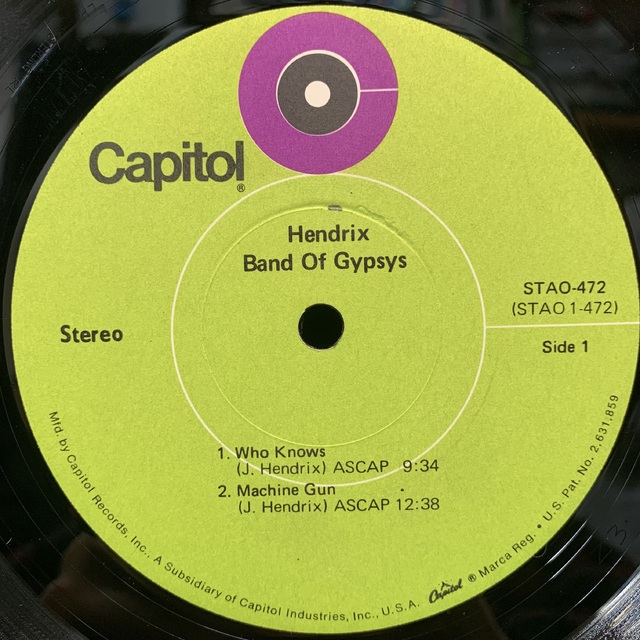 Capitol®
Hendrix
Band Of Gypsys
STAO-472
(STAO 1-472)
Stereo
Side 1
1. Who Knows
(J. Hendrix) ASCAP 9:34
2. Machine Gun
(J. Hendrix) ASCAP 12:38
Mfd. by Capitol Records, Inc., A Subsidiary of Capitol Industries, Inc., U.S.A. Capitol ® Marca Reg. • U.S. Pat. No. 2,631,859